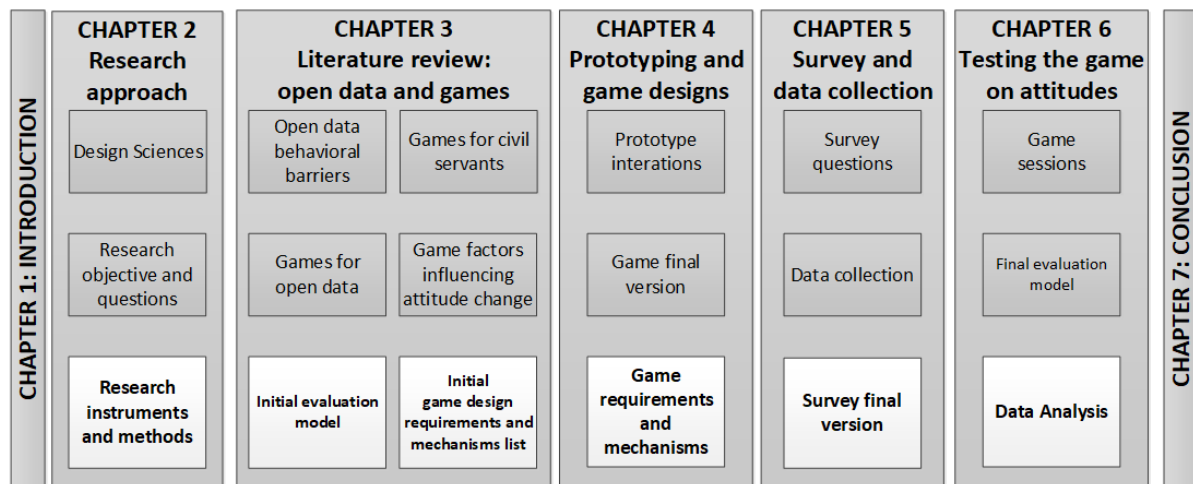 CHAPTER 1: INTRODUCTION
CHAPTER 2
Research
approach
Design Sciences
Research
objective and
questions
Research
instruments
and methods
CHAPTER 3
Literature review:
open data and games
Open data
behavioral
barriers
Games for civil
servants
Games for
open data
Game factors
influencing
attitude change
Initial evaluation
model
Initial
game design
requirements and
mechanisms list
CHAPTER 4
Prototyping and
game designs
Prototype
interations
Game final
version
Game
requirements
and
mechanisms
CHAPTER 5
Survey and
data collection
Survey
questions
Data collection
Survey final
version
CHAPTER 6
Testing the game
on attitudes
Game
sessions
Final evaluation
model
Data Analysis
CHAPTER 7: CONCLUSION